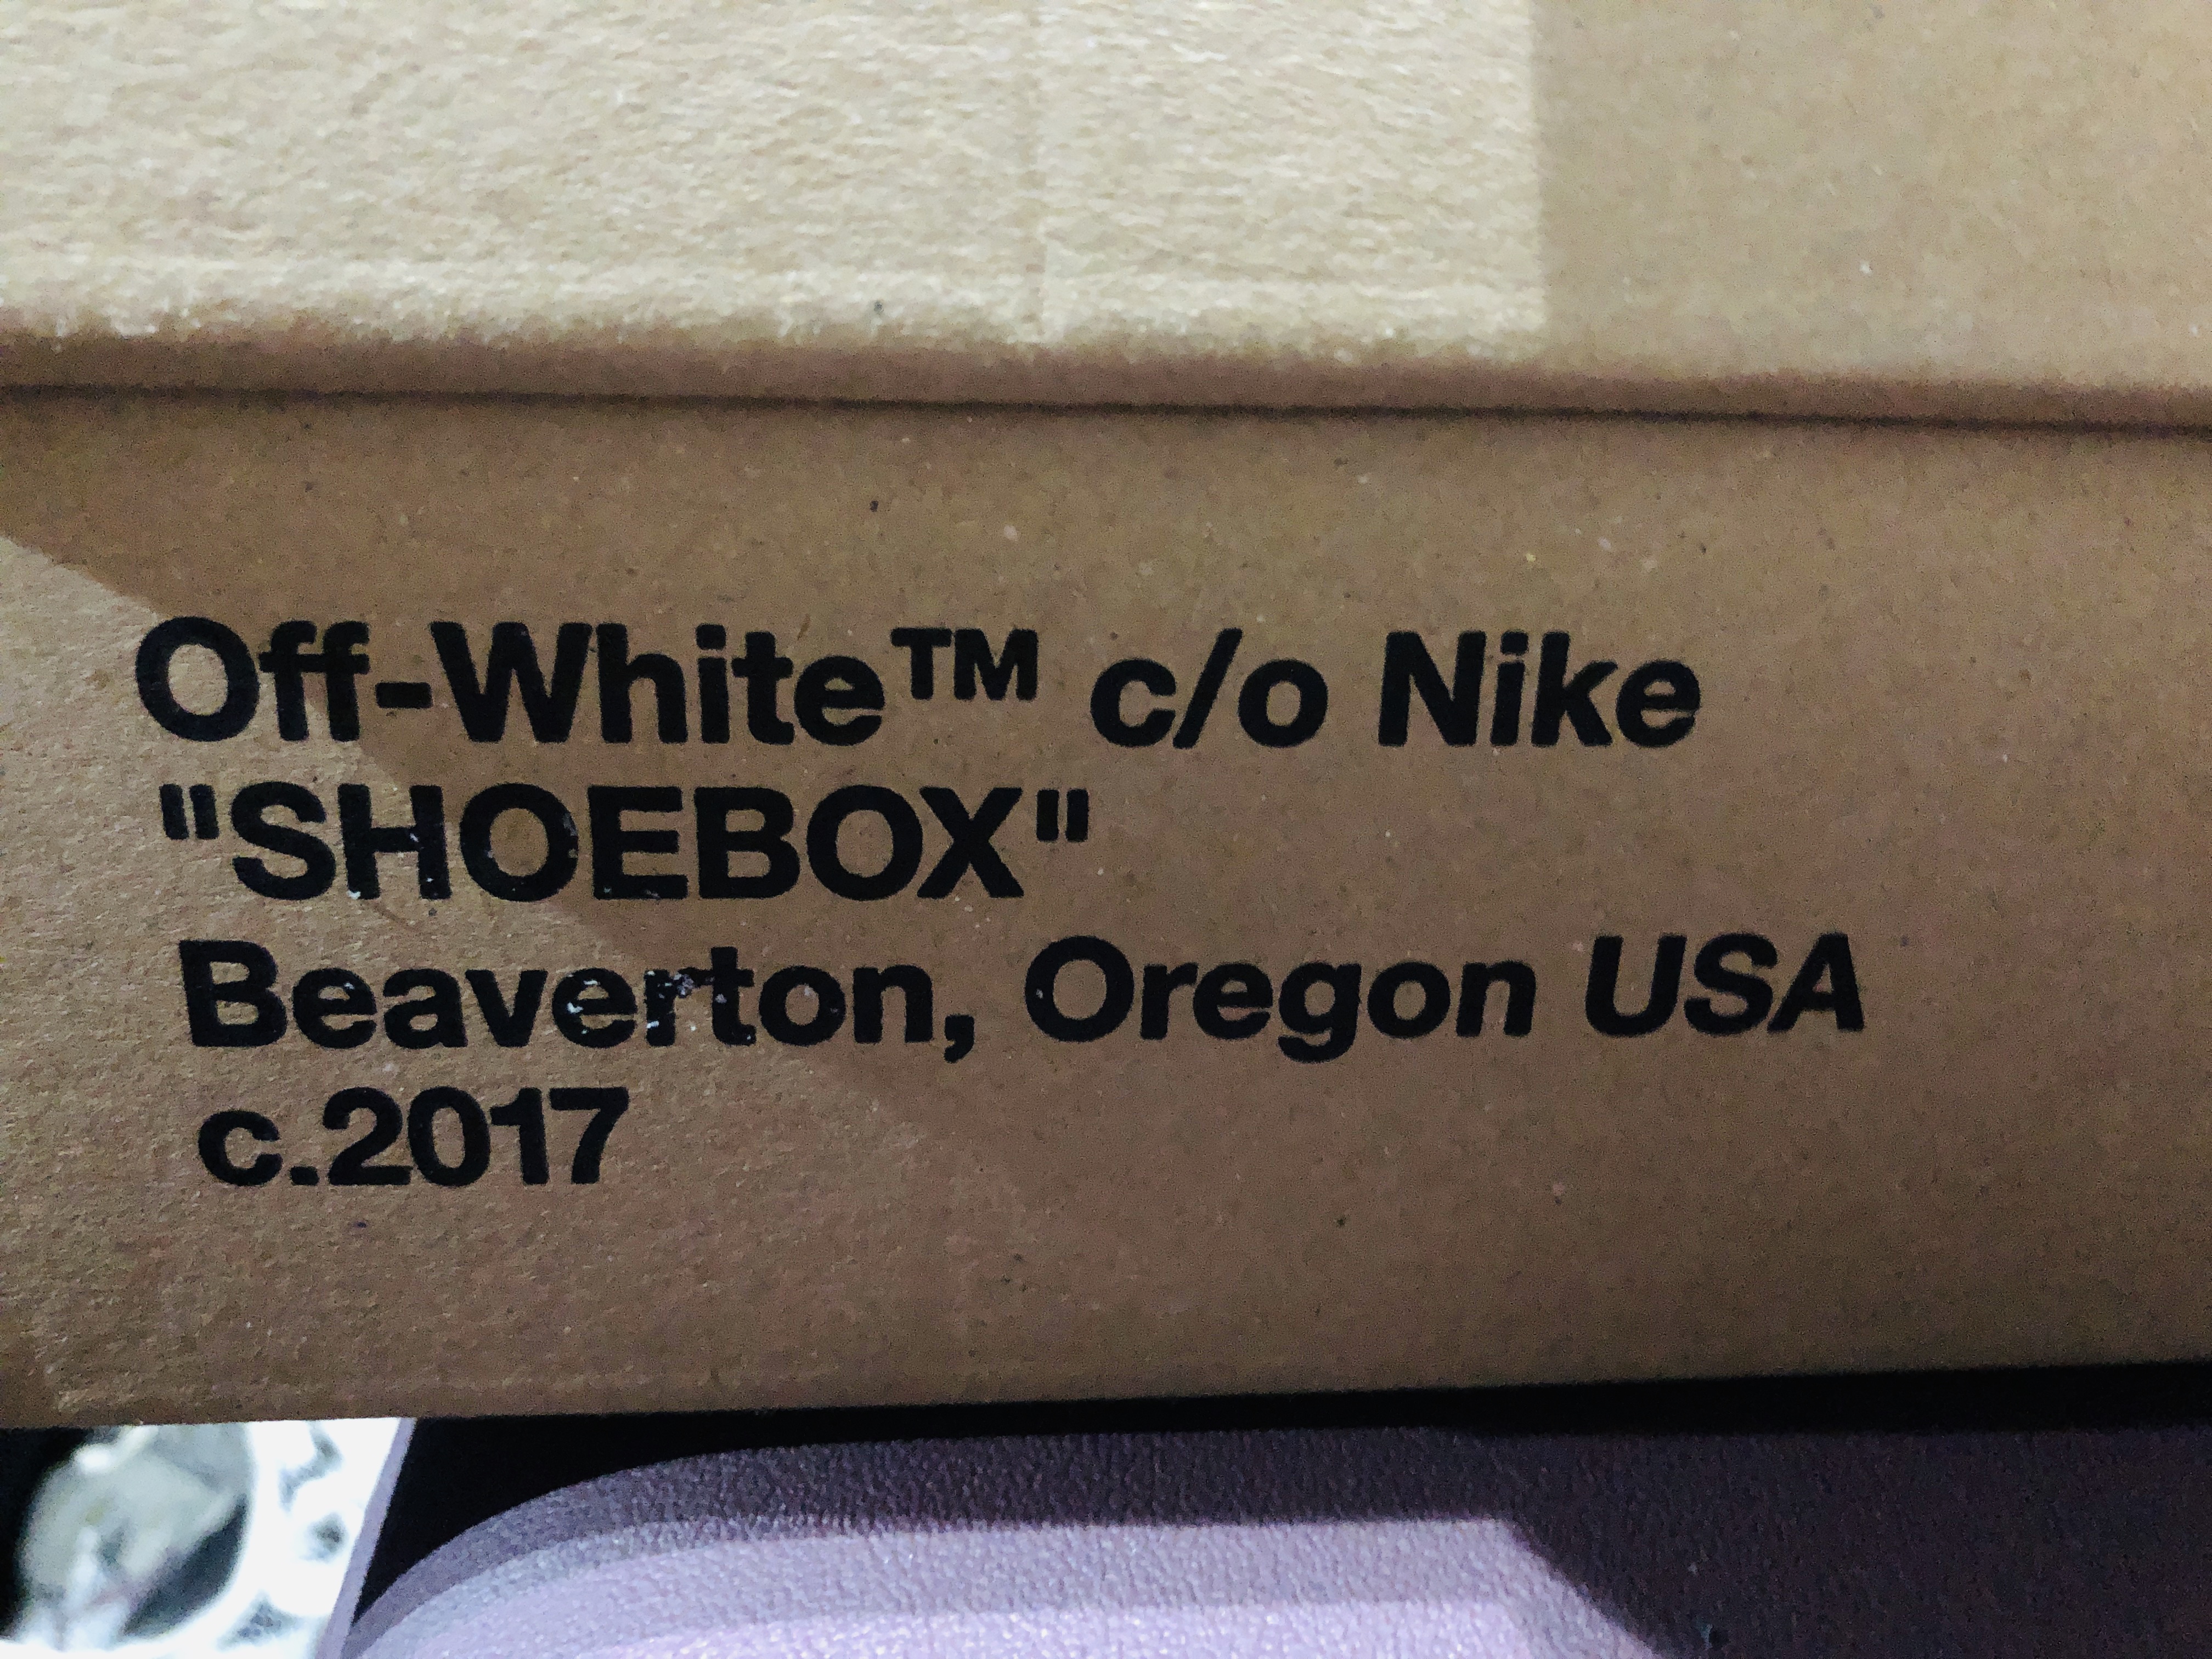 Off-White™ c/o Nike
"SHOEBOX"
Beaverton, Oregon USA
c.2017